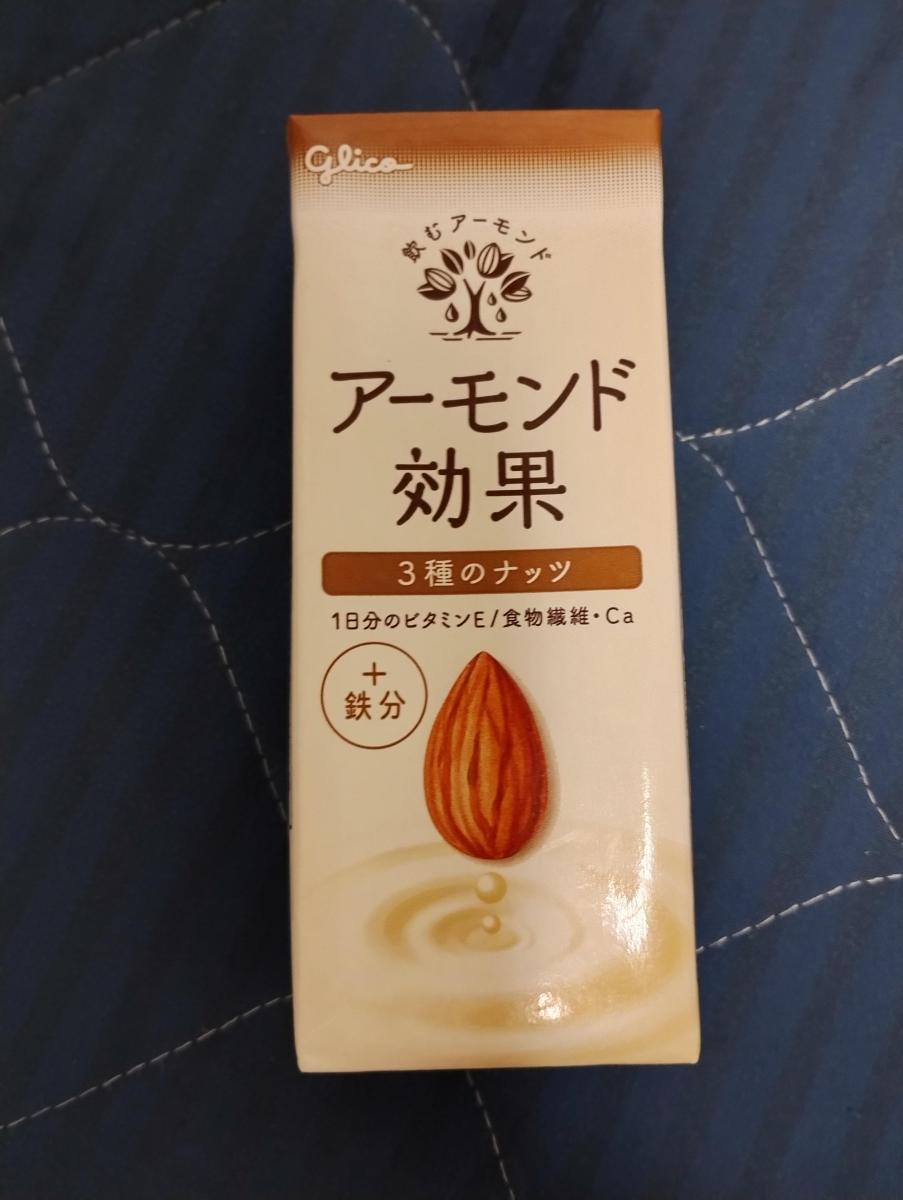 Glico
飲むアーモンド
アーモンド
効果
3種のナッツ
1日分のビタミンE/食物繊維・Ca
+
鉄分